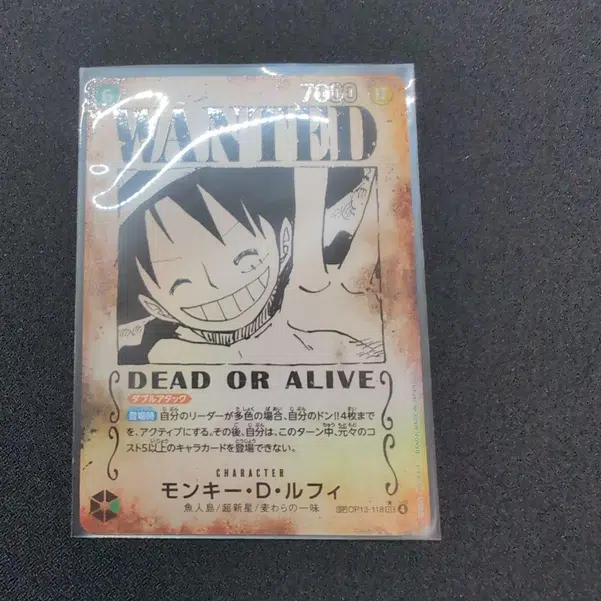 6 7000
WANTED
DEAD OR ALIVE
ダブルアタック
登場時 自分のリーダーが多色の場合、自分のドン!!4枚まで
を、アクティブにする。その後、自分は、このターン中、元々のコ
スト5以上のキャラカードを登場できない。
CHARACTER
モンキー・D・ルフィ
魚人島/超新星/麦わらの一味
SP OP13-118 4